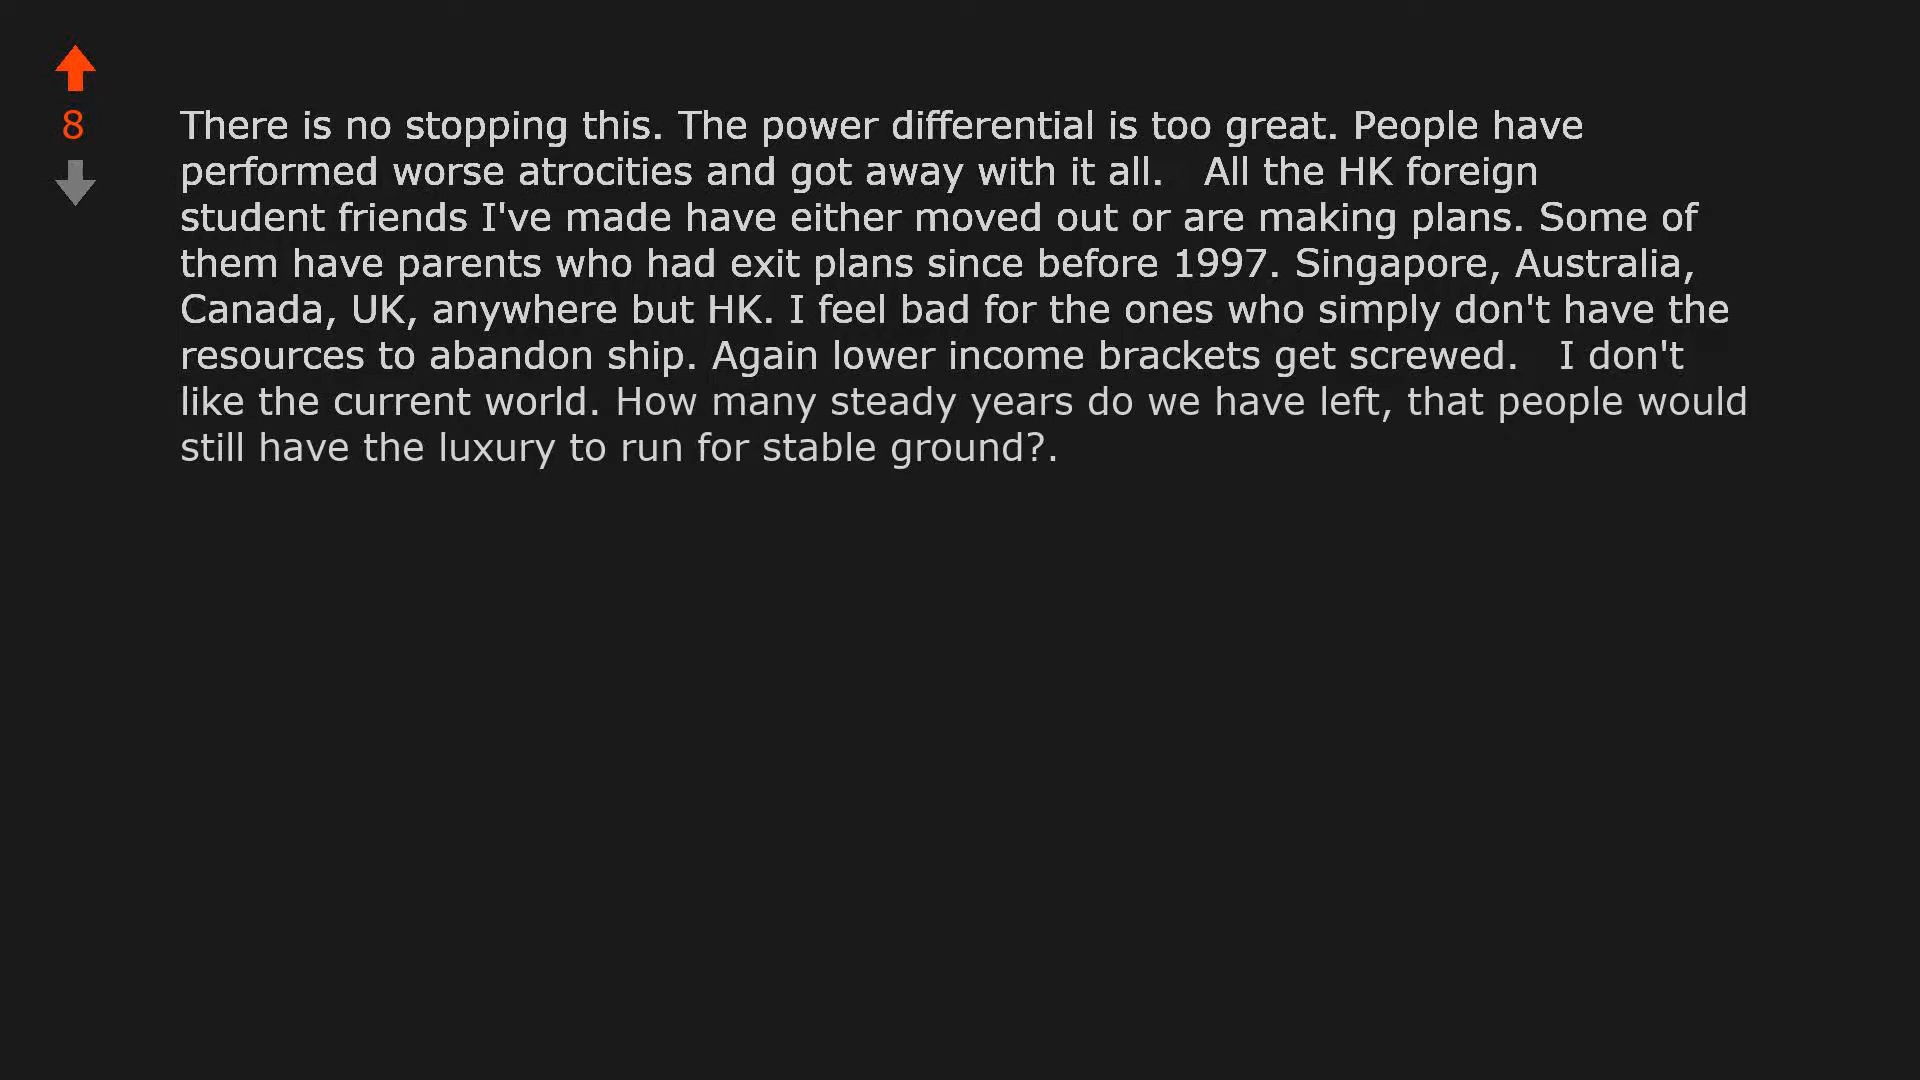 8
There is no stopping this. The power differential is too great. People have
performed worse atrocities and got away with it all.   All the HK foreign
student friends I've made have either moved out or are making plans. Some of
them have parents who had exit plans since before 1997. Singapore, Australia,
Canada, UK, anywhere but HK. I feel bad for the ones who simply don't have the
resources to abandon ship. Again lower income brackets get screwed.   I don't
like the current world. How many steady years do we have left, that people would
still have the luxury to run for stable ground?.